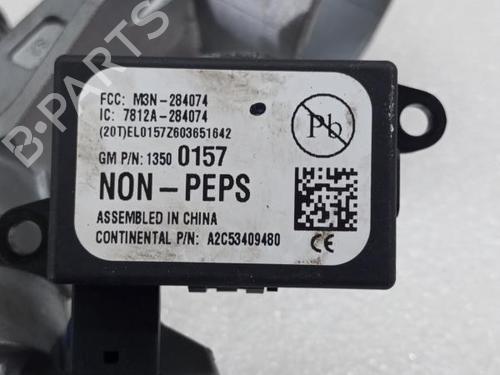 FCC: M3N-284074
IC: 7812A-284074
(20T)EL0157Z603651642
GM P/N: 1350 0157
NON-PEPS
ASSEMBLED IN CHINA
CONTINENTAL P/N: A2C53409480
Pb
CE